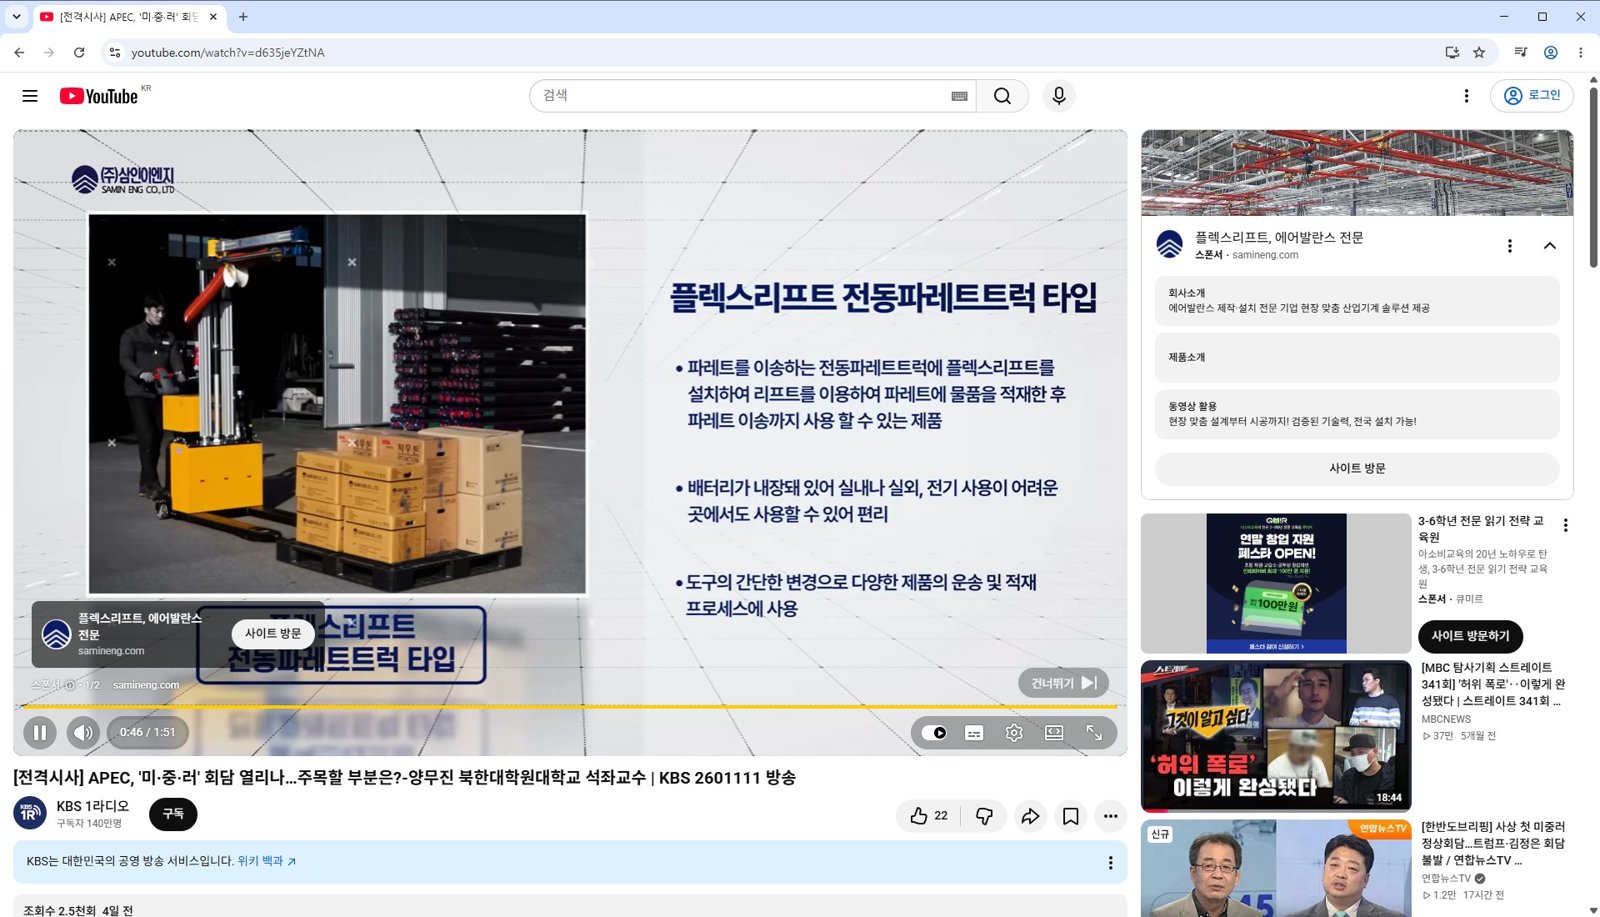 [전격시사] APEC, '미·중·러' 회담
youtube.com/watch?v=d635jeYZtNA
YouTube KR
검색
로그인
(주)삼인이엔지
SAMIN ENG CO.,LTD
플렉스리프트 전동파레트트럭 타입
• 파레트를 이송하는 전동파레트트럭에 플렉스리프트를
설치하여 리프트를 이용하여 파레트에 물품을 적재한 후
파레트 이송까지 사용 할 수 있는 제품
• 배터리가 내장돼 있어 실내나 실외, 전기 사용이 어려운
곳에서도 사용할 수 있어 편리
• 도구의 간단한 변경으로 다양한 제품의 운송 및 적재
프로세스에 사용
플렉스리프트
전동파레트트럭 타입
플렉스리프트, 에어발란스
전문
samineng.com
사이트 방문
스폰서 · 1/2 samineng.com
건너뛰기
0:46 / 1:51
[전격시사] APEC, '미·중·러' 회담 열리나...주목할 부분은?-양무진 북한대학원대학교 석좌교수 | KBS 2601111 방송
KBS 1라디오
구독자 140만명
구독
22
KBS는 대한민국의 공영 방송 서비스입니다. 위키 백과
조회수 2.5천회 4일 전
플렉스리프트, 에어발란스 전문
스폰서 · samineng.com
회사소개
에어발란스 제작·설치 전문 기업 현장 맞춤 산업기계 솔루션 제공
제품소개
동영상 활용
현장 맞춤 설계부터 시공까지! 검증된 기술력, 전국 설치 가능!
사이트 방문
연말 창업 지원
페스타 OPEN!
100만원
3-6학년 전문 읽기 전략 교
육원
아소비교육의 20년 노하우로 탄
생, 3-6학년 전문 읽기 전략 교육
원
스폰서 · 큐미르
사이트 방문하기
스트레이트
그것이 알고 싶다
'허위 폭로'
이렇게 완성됐다
18:44
[MBC 탐사기획 스트레이트
341회] '허위 폭로'··이렇게 완
성됐다 | 스트레이트 341회 ...
MBCNEWS
37만 5개월 전
신규
연합뉴스TV
[한반도브리핑] 사상 첫 미중러
정상회담...트럼프·김정은 회담
불발 / 연합뉴스TV ...
연합뉴스TV
1.2만 17시간 전